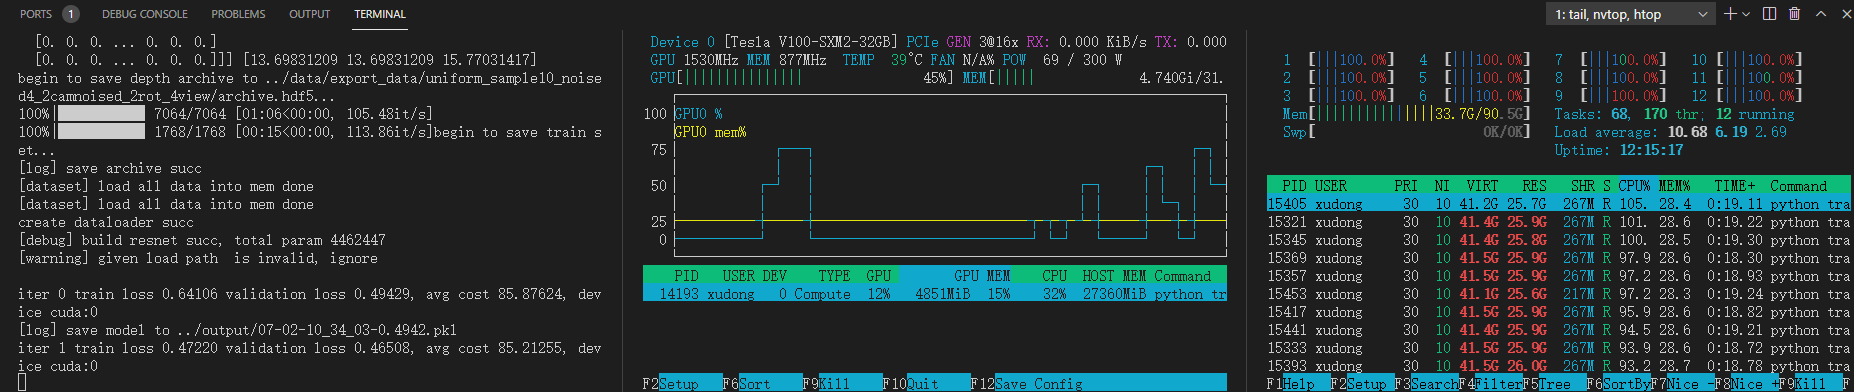 PORTS 1 DEBUG CONSOLE PROBLEMS OUTPUT TERMINAL 1: tail, nvtop, htop
[0. 0. 0. ... 0. 0. 0.]
[0. 0. 0. ... 0. 0. 0.]]] [13.69831209 13.69831209 15.77031417]
begin to save depth archive to ../data/export_data/uniform_sample10_noise
d4_2camnoised_2rot_4view/archive.hdf5...
100%| 7064/7064 [01:06<00:00, 105.48it/s]
100%| 1768/1768 [00:15<00:00, 113.86it/s]begin to save train s
et...
[log] save archive succ
[dataset] load all data into mem done
[dataset] load all data into mem done
create dataloader succ
[debug] build resnet succ, total param 4462447
[warning] given load path  is invalid, ignore
iter 0 train loss 0.64106 validation loss 0.49429, avg cost 85.87624, dev
ice cuda:0
[log] save model to ../output/07-02-10_34_03-0.4942.pkl
iter 1 train loss 0.47220 validation loss 0.46508, avg cost 85.21255, dev
ice cuda:0
Device 0 [Tesla V100-SXM2-32GB] PCIe GEN 3@16x RX: 0.000 KiB/s TX: 0.000
GPU 1530MHz MEM 877MHz TEMP 39°C FAN N/A% POW 69 / 300 W
GPU[||||||||||||||| 45%] MEM[||||| 4.740Gi/31.
100 GPU0 %
GPU0 mem%
75
50
25
0
PID USER DEV TYPE GPU GPU MEM CPU HOST MEM Command
14193 xudong 0 Compute 12% 4851MiB 15% 32% 27360MiB python tr
F2Setup F6Sort F9Kill F10Quit F12Save Config
1 [|||100.0%] 4 [|||100.0%] 7 [|||100.0%] 10 [|||100.0%]
2 [|||100.0%] 5 [|||100.0%] 8 [|||100.0%] 11 [|||100.0%]
3 [|||100.0%] 6 [|||100.0%] 9 [|||100.0%] 12 [|||100.0%]
Mem[|||||||||||||||33.7G/90.5G] Tasks: 68, 170 thr; 12 running
Swp[ 0K/0K] Load average: 10.68 6.19 2.69
Uptime: 12:15:17
PID USER PRI NI VIRT RES SHR S CPU% MEM% TIME+ Command
15405 xudong 30 10 41.2G 25.7G 267M R 105. 28.4 0:19.11 python tra
15321 xudong 30 10 41.4G 25.9G 267M R 101. 28.6 0:19.22 python tra
15345 xudong 30 10 41.4G 25.8G 267M R 100. 28.5 0:19.30 python tra
15369 xudong 30 10 41.5G 25.9G 267M R 97.9 28.6 0:18.30 python tra
15357 xudong 30 10 41.5G 25.9G 267M R 97.2 28.6 0:18.93 python tra
15453 xudong 30 10 41.1G 25.6G 217M R 97.2 28.3 0:19.24 python tra
15417 xudong 30 10 41.5G 25.9G 267M R 95.9 28.6 0:18.82 python tra
15441 xudong 30 10 41.4G 25.9G 267M R 94.5 28.6 0:19.21 python tra
15333 xudong 30 10 41.5G 25.9G 267M R 93.9 28.6 0:18.72 python tra
15393 xudong 30 10 41.5G 26.0G 267M R 93.2 28.7 0:18.78 python tra
F1Help F2Setup F3SearchF4FilterF5Tree F6SortByF7Nice -F8Nice +F9Kill F